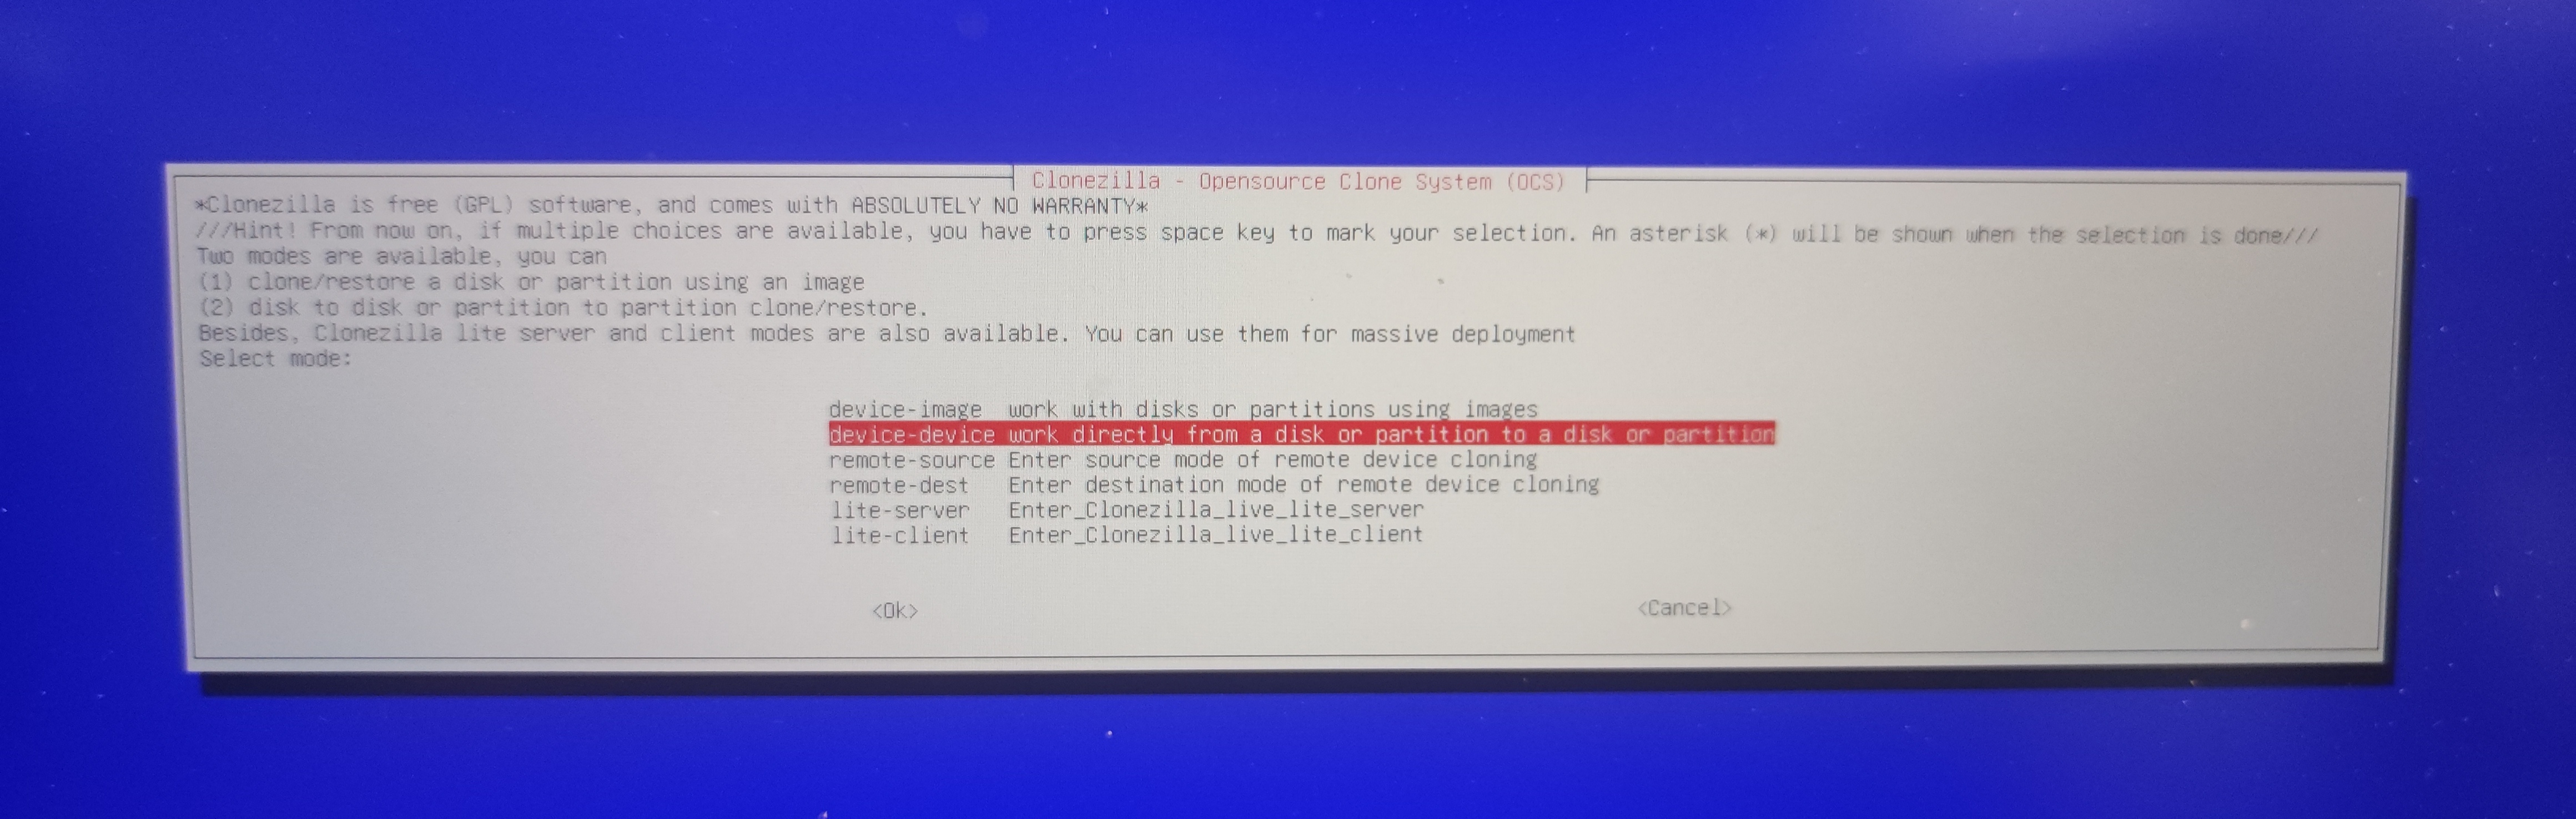 Clonezilla - Opensource Clone System (OCS)
*Clonezilla is free (GPL) software, and comes with ABSOLUTELY NO WARRANTY*
///Hint! From now on, if multiple choices are available, you have to press space key to mark your selection. An asterisk (*) will be shown when the selection is done///
Two modes are available, you can
(1) clone/restore a disk or partition using an image
(2) disk to disk or partition to partition clone/restore.
Besides, Clonezilla lite server and client modes are also available. You can use them for massive deployment
Select mode:
device-image work with disks or partitions using images
device-device work directly from a disk or partition to a disk or partition
remote-source Enter source mode of remote device cloning
remote-dest Enter destination mode of remote device cloning
lite-server Enter_Clonezilla_live_lite_server
lite-client Enter_Clonezilla_live_lite_client
<Ok> <Cancel>